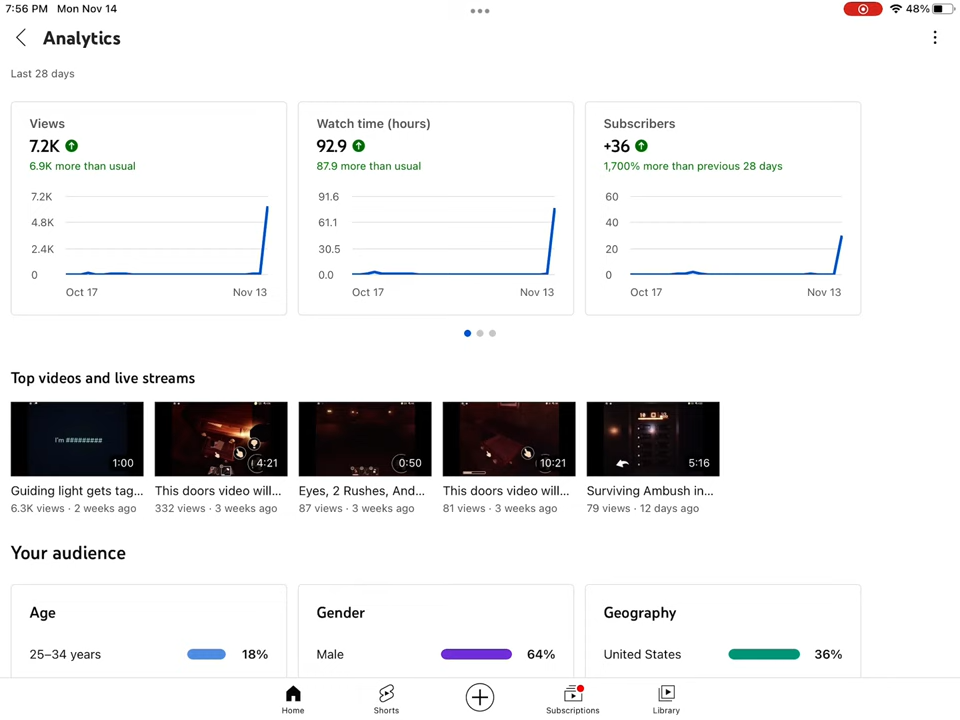 7:56 PM Mon Nov 14
48%
Analytics
Last 28 days
Views
7.2K
6.9K more than usual
7.2K
4.8K
2.4K
0
Oct 17 Nov 13
Watch time (hours)
92.9
87.9 more than usual
91.6
61.1
30.5
0.0
Oct 17 Nov 13
Subscribers
+36
1,700% more than previous 28 days
60
40
20
0
Oct 17 Nov 13
Top videos and live streams
I'm #########
1:00
Guiding light gets tag...
6.3K views · 2 weeks ago
4:21
This doors video will...
332 views · 3 weeks ago
0:50
Eyes, 2 Rushes, And...
87 views · 3 weeks ago
10:21
This doors video will...
81 views · 3 weeks ago
5:16
Surviving Ambush in...
79 views · 12 days ago
Your audience
Age
25–34 years 18%
Gender
Male 64%
Geography
United States 36%
Home Shorts Subscriptions Library